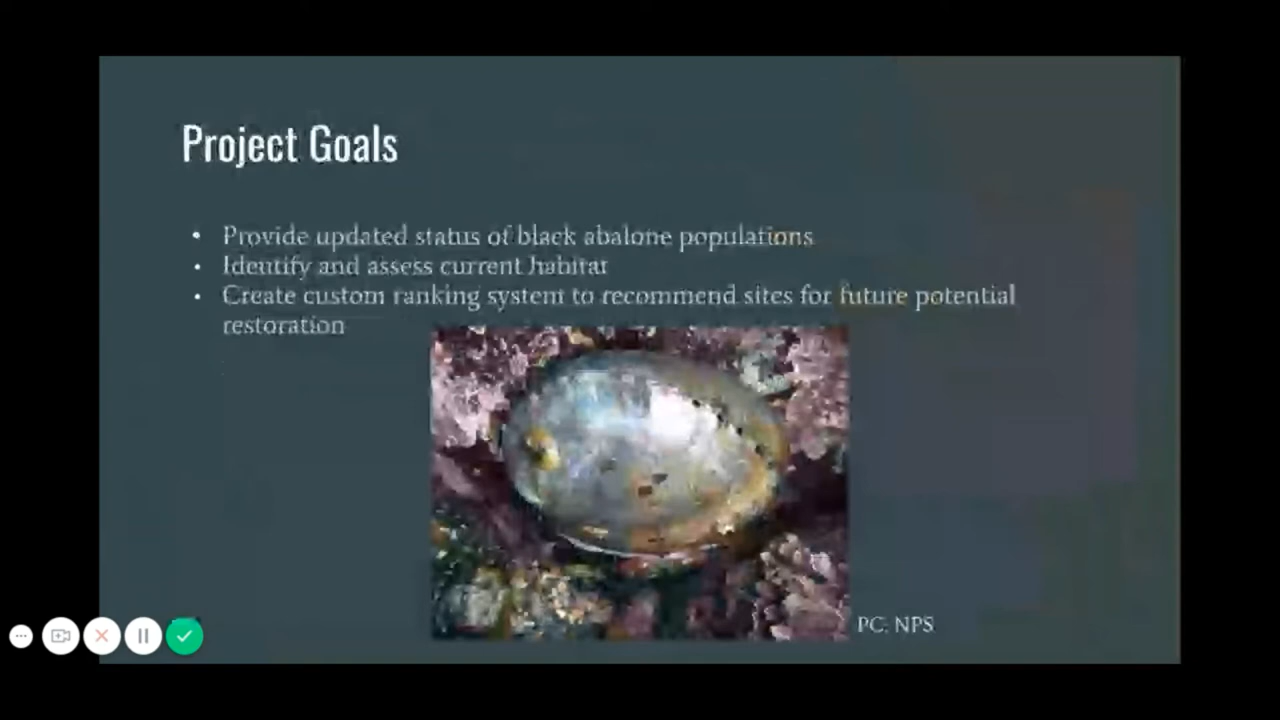 Project Goals
• Provide updated status of black abalone populations
• Identify and assess current habitat
• Create custom ranking system to recommend sites for future potential
restoration
PC: NPS